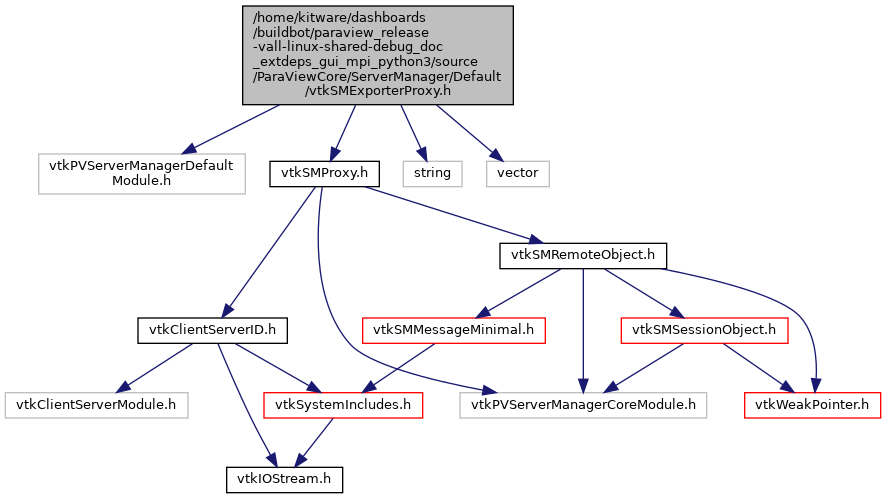 /home/kitware/dashboards
/buildbot/paraview_release
-vall-linux-shared-debug_doc
_extdeps_gui_mpi_python3/source
/ParaViewCore/ServerManager/Default
/vtkSMExporterProxy.h
vtkPVServerManagerDefault
Module.h
vtkSMProxy.h
string
vector
vtkSMRemoteObject.h
vtkClientServerID.h
vtkSMMessageMinimal.h
vtkSMSessionObject.h
vtkClientServerModule.h
vtkSystemIncludes.h
vtkPVServerManagerCoreModule.h
vtkWeakPointer.h
vtkIOStream.h